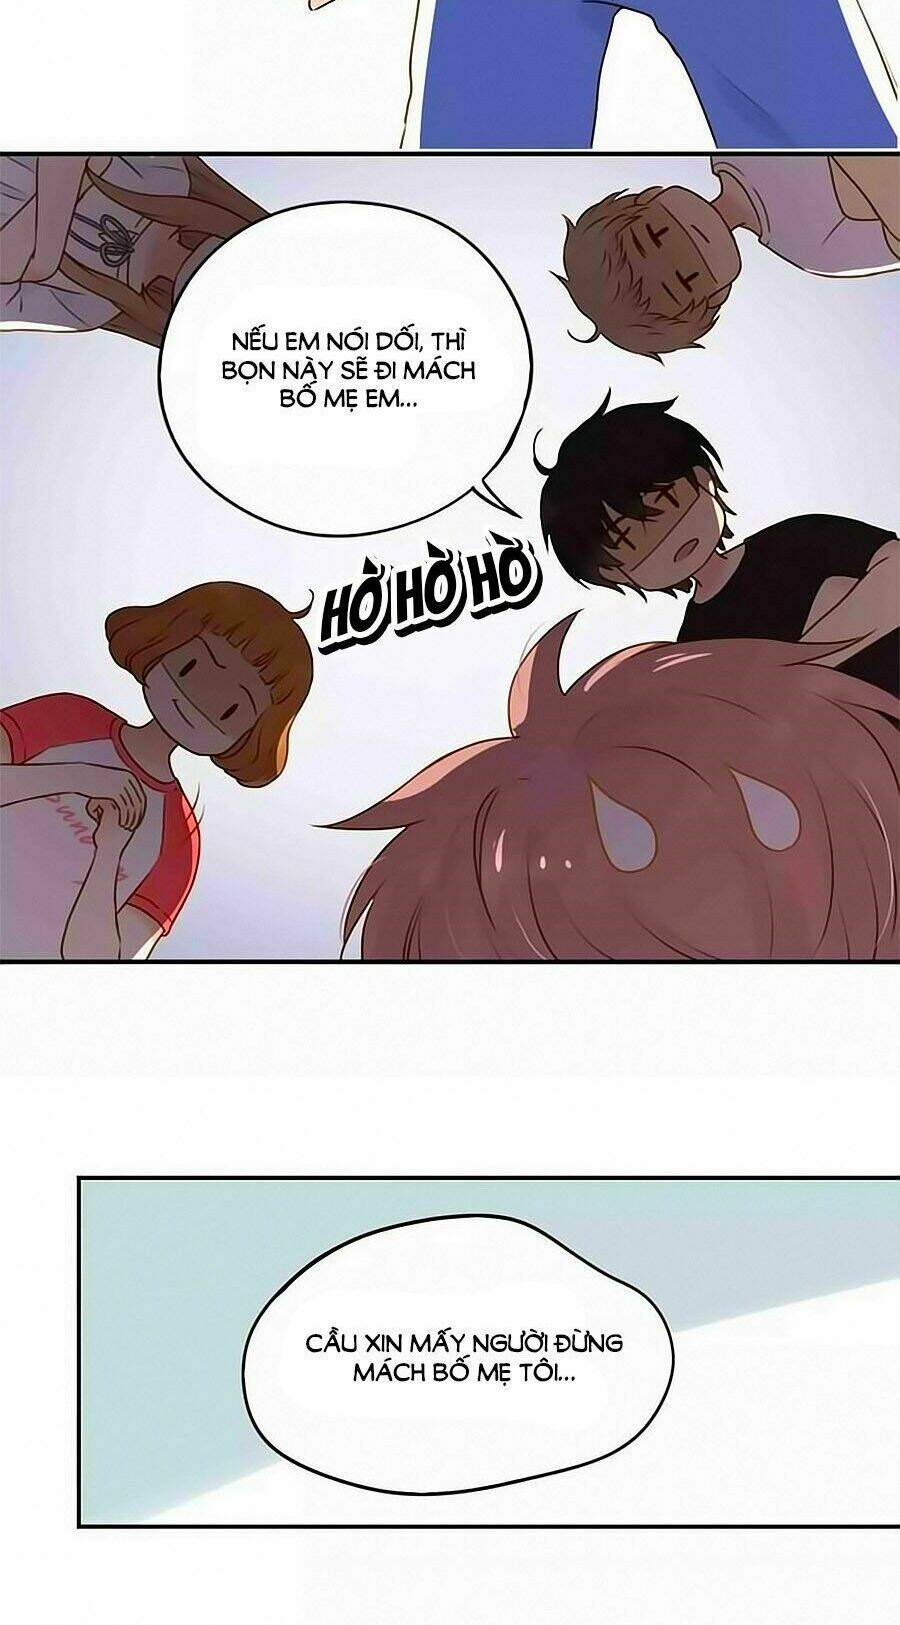 NẾU EM NÓI DỐI, THÌ
BỌN NÀY SẼ ĐI MÁCH
BỐ MẸ EM...
HỜ HỜ HỜ
CẦU XIN MẤY NGƯỜI ĐỪNG
MÁCH BỐ MẸ TÔI...